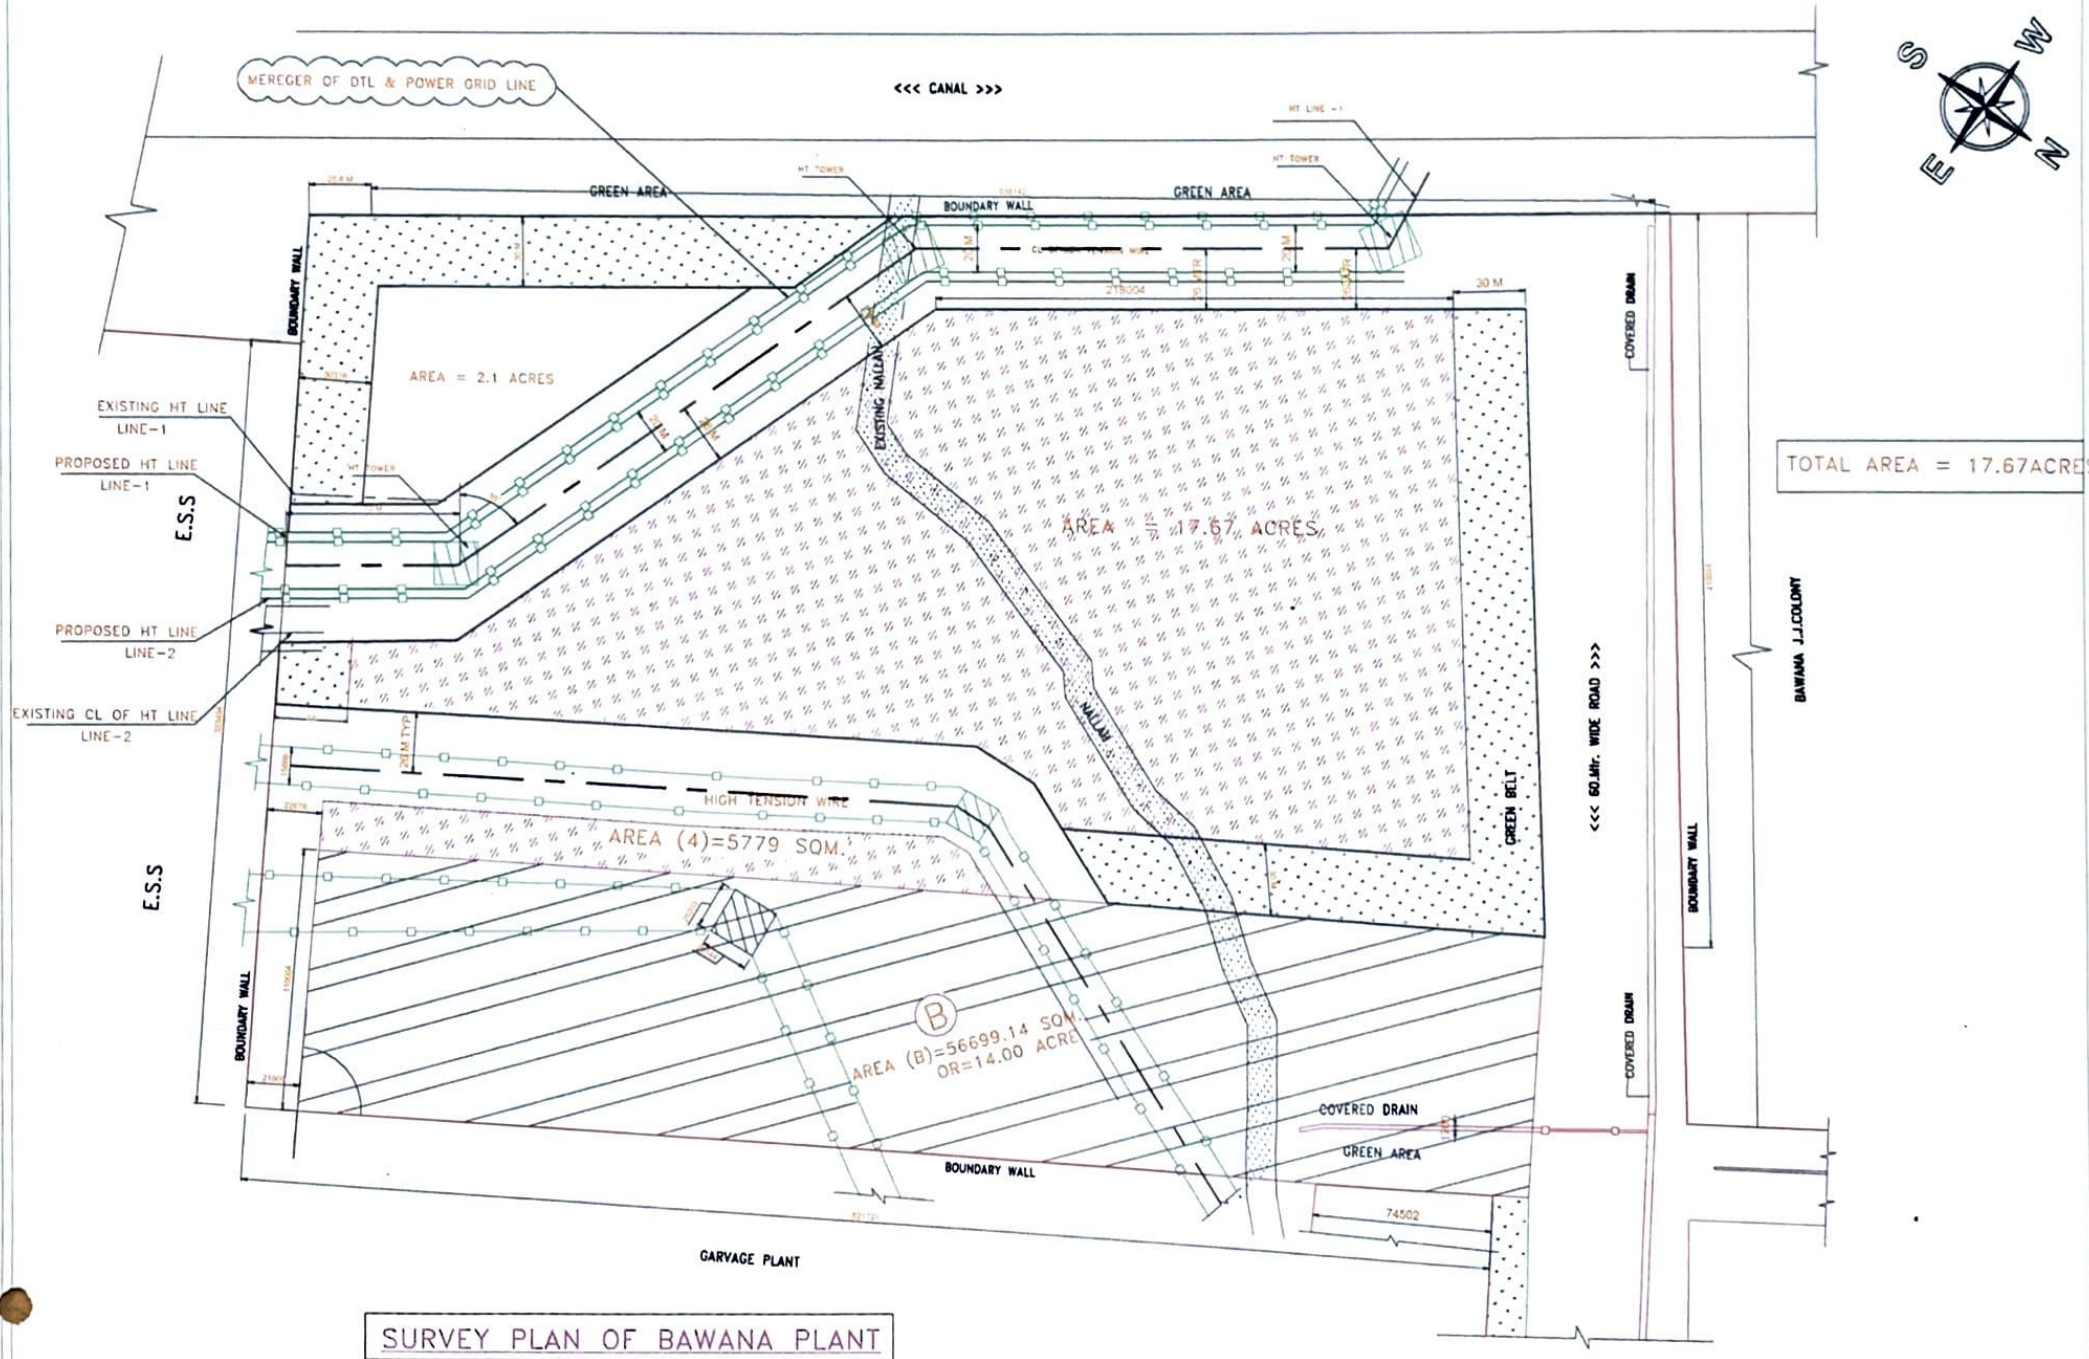 MEREGER OF DTL & POWER GRID LINE
<<< CANAL >>>
HT LINE -1
S
W
E
N
HT TOWER
HT TOWER
GREEN AREA
GREEN AREA
BOUNDARY WALL
BOUNDARY WALL
30 M
20 M
20 M
218004
30 M
COVERED DRAIN
AREA = 2.1 ACRES
EXISTING NALLAH
EXISTING HT LINE
LINE-1
PROPOSED HT LINE
LINE-1
HT TOWER
E.S.S
TOTAL AREA = 17.67ACRES
AREA = 17.67 ACRES
BAWANA J.J.COLONY
PROPOSED HT LINE
LINE-2
EXISTING CL OF HT LINE
LINE-2
20 M TYP
NALLAH
<<< 60.Mtr. WIDE ROAD >>>
GREEN BELT
HIGH TENSION WIRE
AREA (4)=5779 SQM.
22678
E.S.S
BOUNDARY WALL
BOUNDARY WALL
B
AREA (B)=56699.14 SQM
OR=14.00 ACRE
COVERED DRAIN
COVERED DRAIN
GREEN AREA
BOUNDARY WALL
74502
GARVAGE PLANT
SURVEY PLAN OF BAWANA PLANT